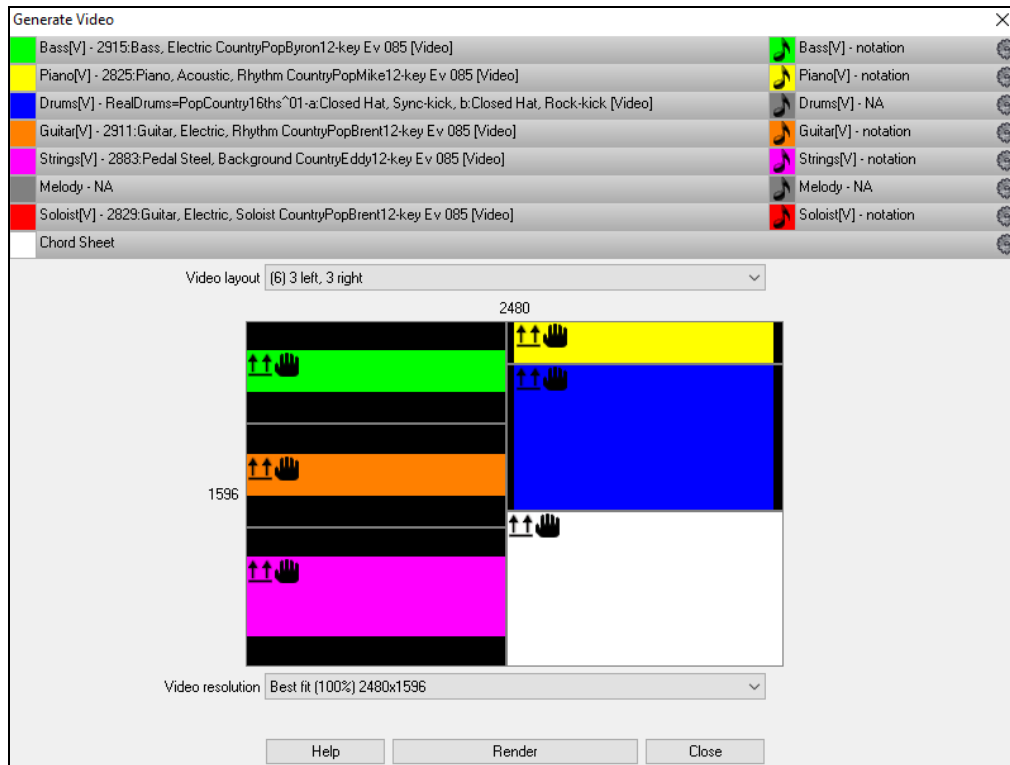 Generate Video
Bass[V] - 2915:Bass, Electric CountryPopByron12-key Ev 085 [Video] Bass[V] - notation
Piano[V] - 2825:Piano, Acoustic, Rhythm CountryPopMike12-key Ev 085 [Video] Piano[V] - notation
Drums[V] - RealDrums=PopCountry16ths^01-a:Closed Hat, Sync-kick, b:Closed Hat, Rock-kick [Video] Drums[V] - NA
Guitar[V] - 2911:Guitar, Electric, Rhythm CountryPopBrent12-key Ev 085 [Video] Guitar[V] - notation
Strings[V] - 2883:Pedal Steel, Background CountryEddy12-key Ev 085 [Video] Strings[V] - notation
Melody - NA Melody - NA
Soloist[V] - 2829:Guitar, Electric, Soloist CountryPopBrent12-key Ev 085 [Video] Soloist[V] - notation
Chord Sheet
Video layout (6) 3 left, 3 right
2480
1596
Video resolution Best fit (100%) 2480x1596
Help Render Close